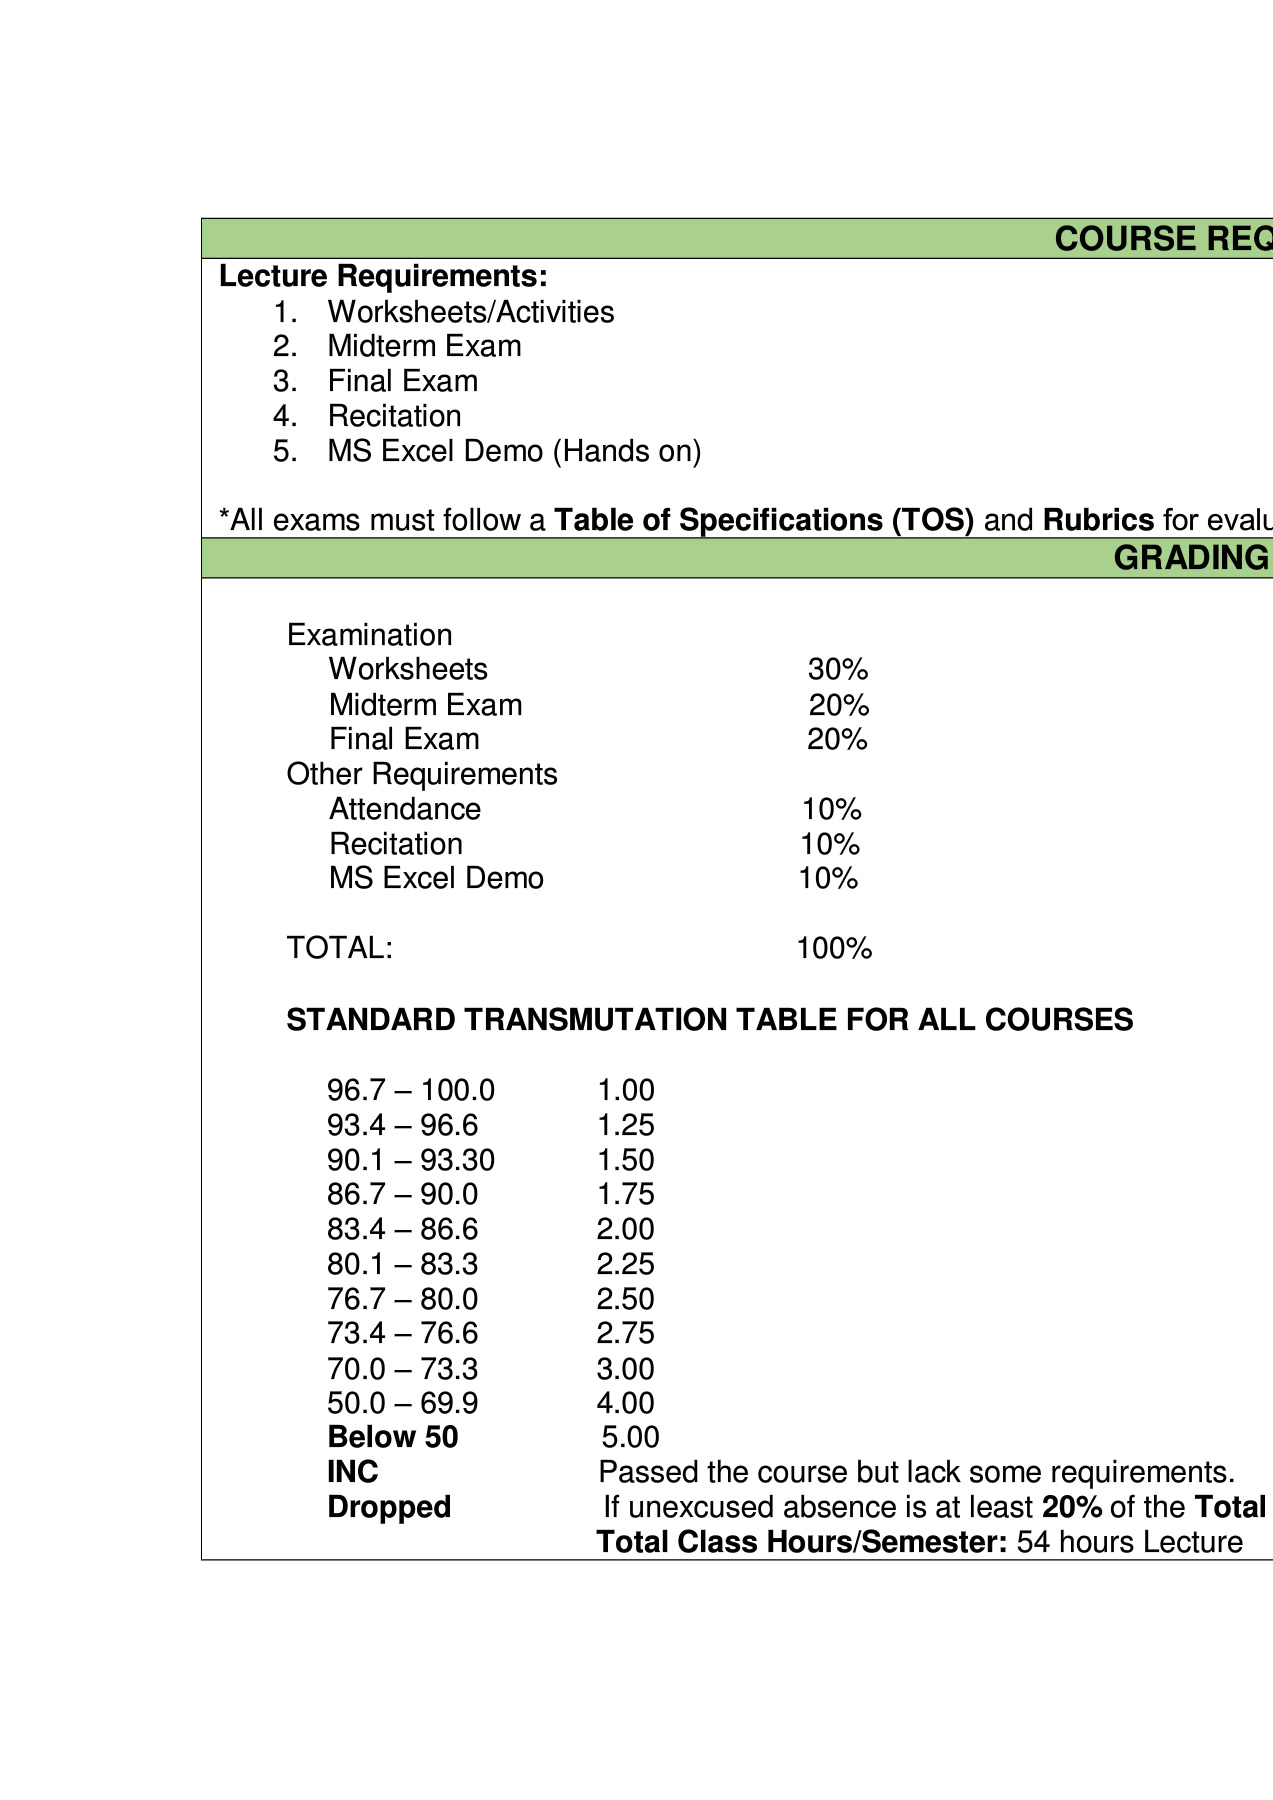 COURSE REQ
Lecture Requirements:
1. Worksheets/Activities
2. Midterm Exam
3. Final Exam
4. Recitation
5. MS Excel Demo (Hands on)
*All exams must follow a Table of Specifications (TOS) and Rubrics for evalu
GRADING
Examination
Worksheets 30%
Midterm Exam 20%
Final Exam 20%
Other Requirements
Attendance 10%
Recitation 10%
MS Excel Demo 10%
TOTAL: 100%
STANDARD TRANSMUTATION TABLE FOR ALL COURSES
96.7 – 100.0 1.00
93.4 – 96.6 1.25
90.1 – 93.30 1.50
86.7 – 90.0 1.75
83.4 – 86.6 2.00
80.1 – 83.3 2.25
76.7 – 80.0 2.50
73.4 – 76.6 2.75
70.0 – 73.3 3.00
50.0 – 69.9 4.00
Below 50 5.00
INC Passed the course but lack some requirements.
Dropped If unexcused absence is at least 20% of the Total
Total Class Hours/Semester: 54 hours Lecture